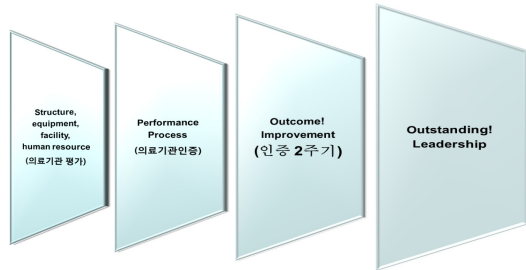 Structure,
equipment,
facility,
human resource
(의료기관 평가)
Performance
Process
(의료기관인증)
Outcome!
Improvement
(인증 2주기)
Outstanding!
Leadership